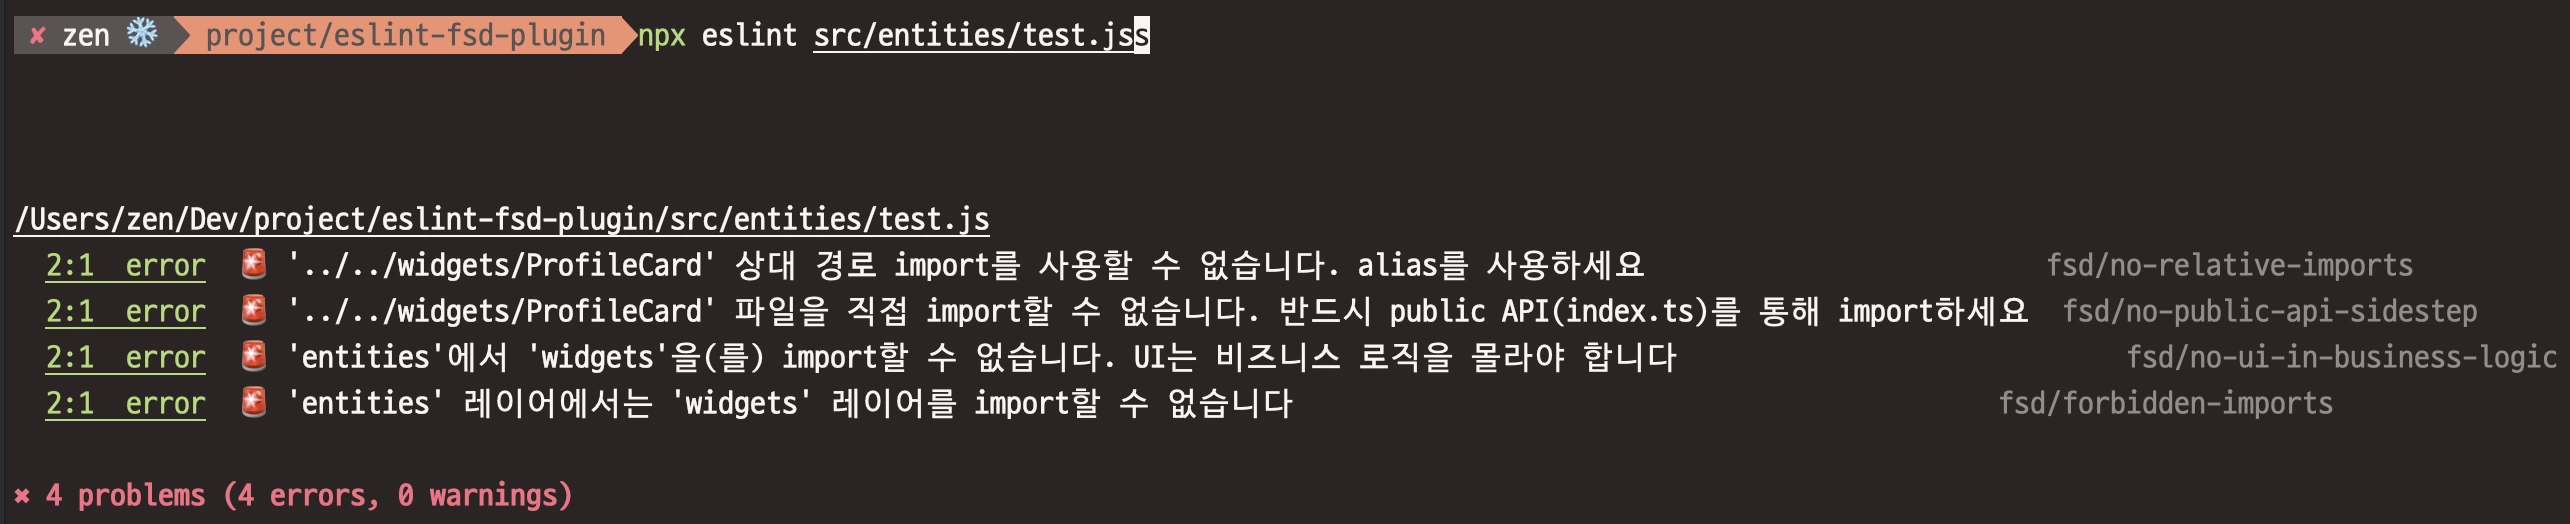 ✘ zen ❄️ project/eslint-fsd-plugin npx eslint src/entities/test.jss
/Users/zen/Dev/project/eslint-fsd-plugin/src/entities/test.js
2:1 error 🚨 '../../widgets/ProfileCard' 상대 경로 import를 사용할 수 없습니다. alias를 사용하세요 fsd/no-relative-imports
2:1 error 🚨 '../../widgets/ProfileCard' 파일을 직접 import할 수 없습니다. 반드시 public API(index.ts)를 통해 import하세요 fsd/no-public-api-sidestep
2:1 error 🚨 'entities'에서 'widgets'을(를) import할 수 없습니다. UI는 비즈니스 로직을 몰라야 합니다 fsd/no-ui-in-business-logic
2:1 error 🚨 'entities' 레이어에서는 'widgets' 레이어를 import할 수 없습니다 fsd/forbidden-imports
✖ 4 problems (4 errors, 0 warnings)